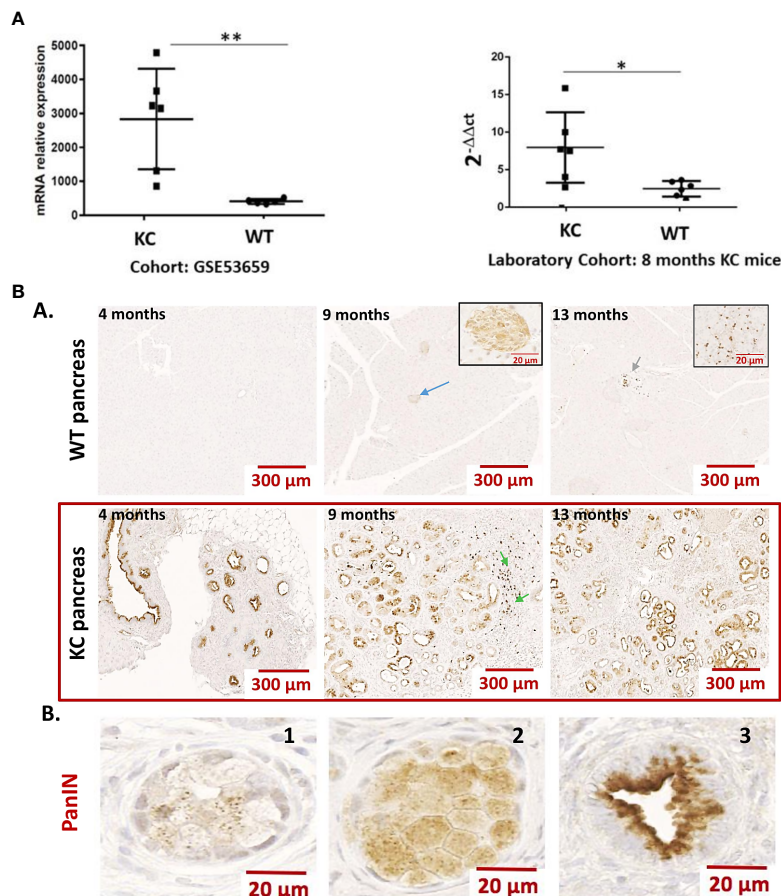 A
mRNA relative expression
5000
4000
3000
2000
1000
0
**
KC
WT
Cohort: GSE53659
2-ΔΔct
20
15
10
5
0
*
KC
WT
Laboratory Cohort: 8 months KC mice
B
A.
WT pancreas
4 months
300 µm
9 months
20 µm
300 µm
13 months
20 µm
300 µm
KC pancreas
4 months
300 µm
9 months
300 µm
13 months
300 µm
B.
PanIN
1
20 µm
2
20 µm
3
20 µm